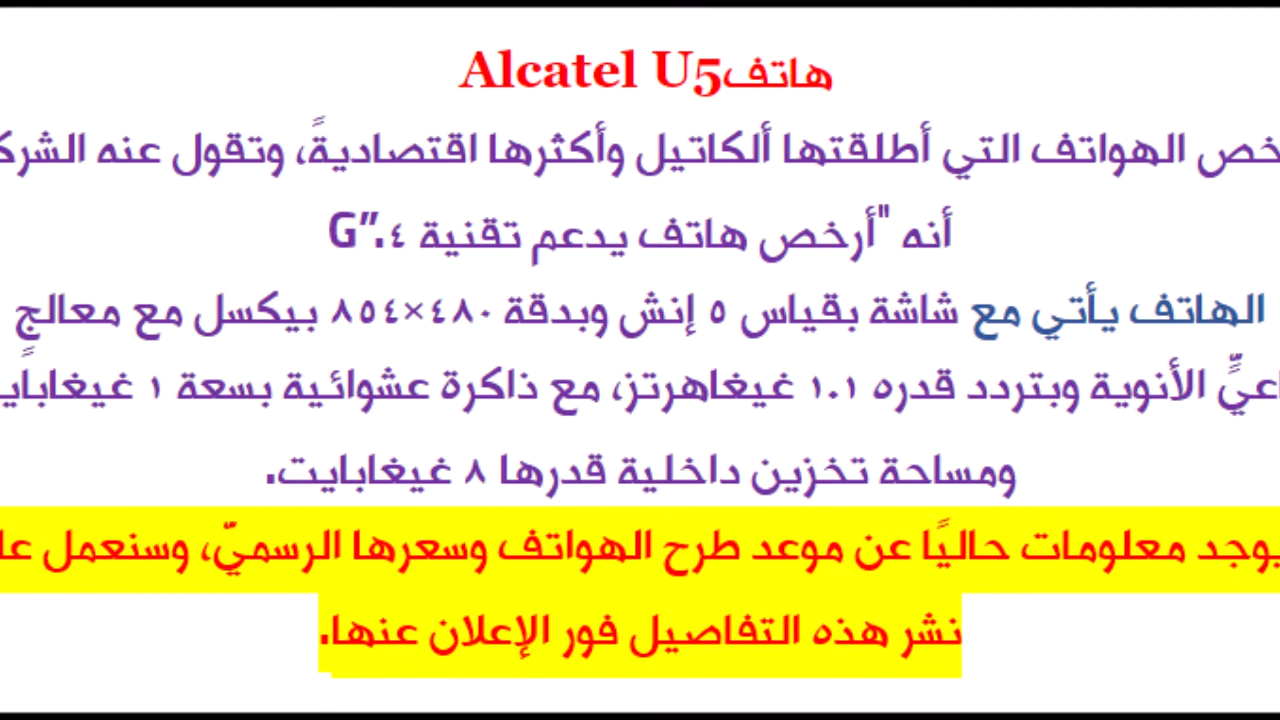 هاتفAlcatel U5
خص الهواتف التي أطلقتها ألكاتيل وأكثرها اقتصاديةً، وتقول عنه الشرك
أنه "أرخص هاتف يدعم تقنية ٤.G"
الهاتف يأتي مع شاشة بقياس ٥ إنش وبدقة ٤٨٠×٨٥٤ بيكسل مع معالجٍ
اعيًِّ الأنوية وبتردد قدره ١.١ غيغاهرتز، مع ذاكرة عشوائية بسعة ١ غيغاباي
ومساحة تخزين داخلية قدرها ٨ غيغابايت.
يوجد معلومات حاليًا عن موعد طرح الهواتف وسعرها الرسميّ، وسنعمل عل
نشر هذه التفاصيل فور الإعلان عنها.